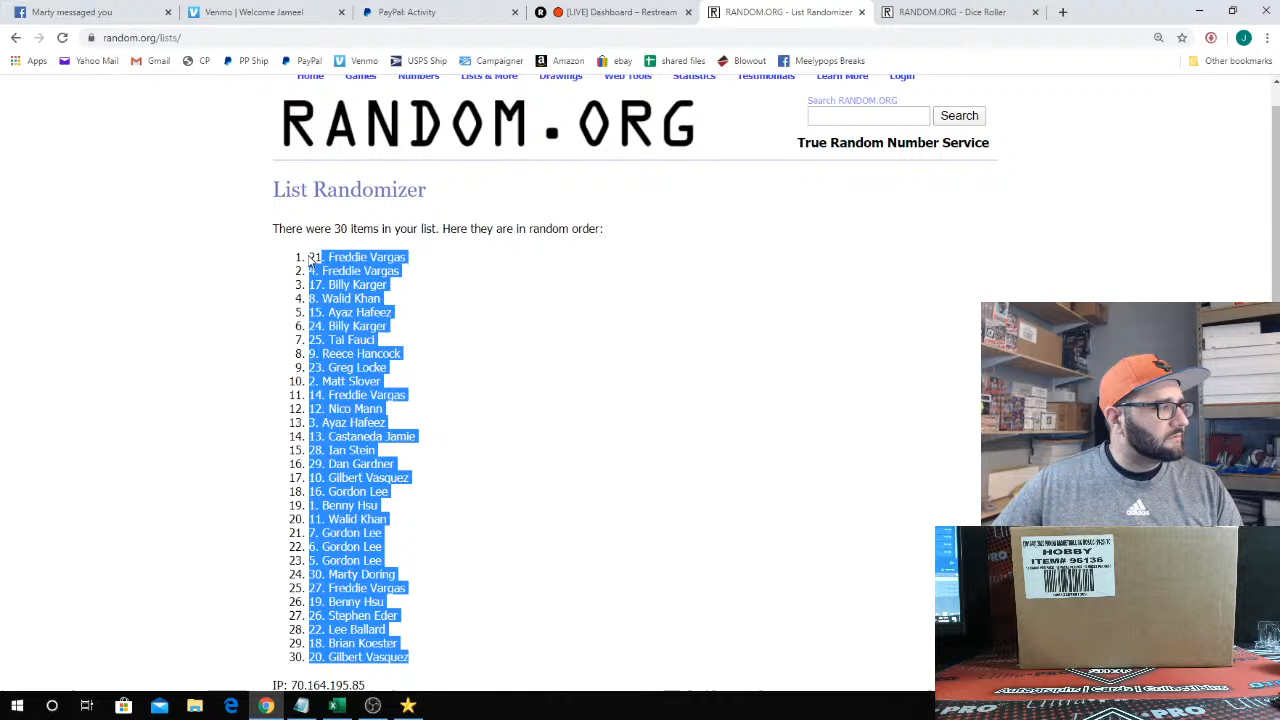 Marty messaged you
Venmo | Welcome Jameel
PayPal: Activity
[LIVE] Dashboard – Restream
RANDOM.ORG - List Randomizer
RANDOM.ORG - Dice Roller
random.org/lists/
Apps
Yahoo Mail
Gmail
CP
PP Ship
PayPal
Venmo
USPS Ship
Campaigner
Amazon
ebay
shared files
Blowout
Meelypops Breaks
Other bookmarks
Home
Games
Numbers
Lists & More
Drawings
Web Tools
Statistics
Testimonials
Learn More
Login
RANDOM.ORG
Search RANDOM.ORG
Search
True Random Number Service
List Randomizer
There were 30 items in your list. Here they are in random order:
1. 21. Freddie Vargas
2. 4. Freddie Vargas
3. 17. Billy Karger
4. 8. Walid Khan
5. 15. Ayaz Hafeez
6. 24. Billy Karger
7. 25. Tai Fauci
8. 9. Reece Hancock
9. 23. Greg Locke
10. 2. Matt Slover
11. 14. Freddie Vargas
12. 12. Nico Mann
13. 3. Ayaz Hafeez
14. 13. Castaneda Jamie
15. 28. Ian Stein
16. 29. Dan Gardner
17. 10. Gilbert Vasquez
18. 16. Gordon Lee
19. 1. Benny Hsu
20. 11. Walid Khan
21. 7. Gordon Lee
22. 6. Gordon Lee
23. 5. Gordon Lee
24. 30. Marty Doring
25. 27. Freddie Vargas
26. 19. Benny Hsu
27. 26. Stephen Eder
28. 22. Lee Ballard
29. 18. Brian Koester
30. 20. Gilbert Vasquez
IP: 70.164.195.85
adidas
HOBBY
ITEM# 96136
Autographs | Cards | Collectibles